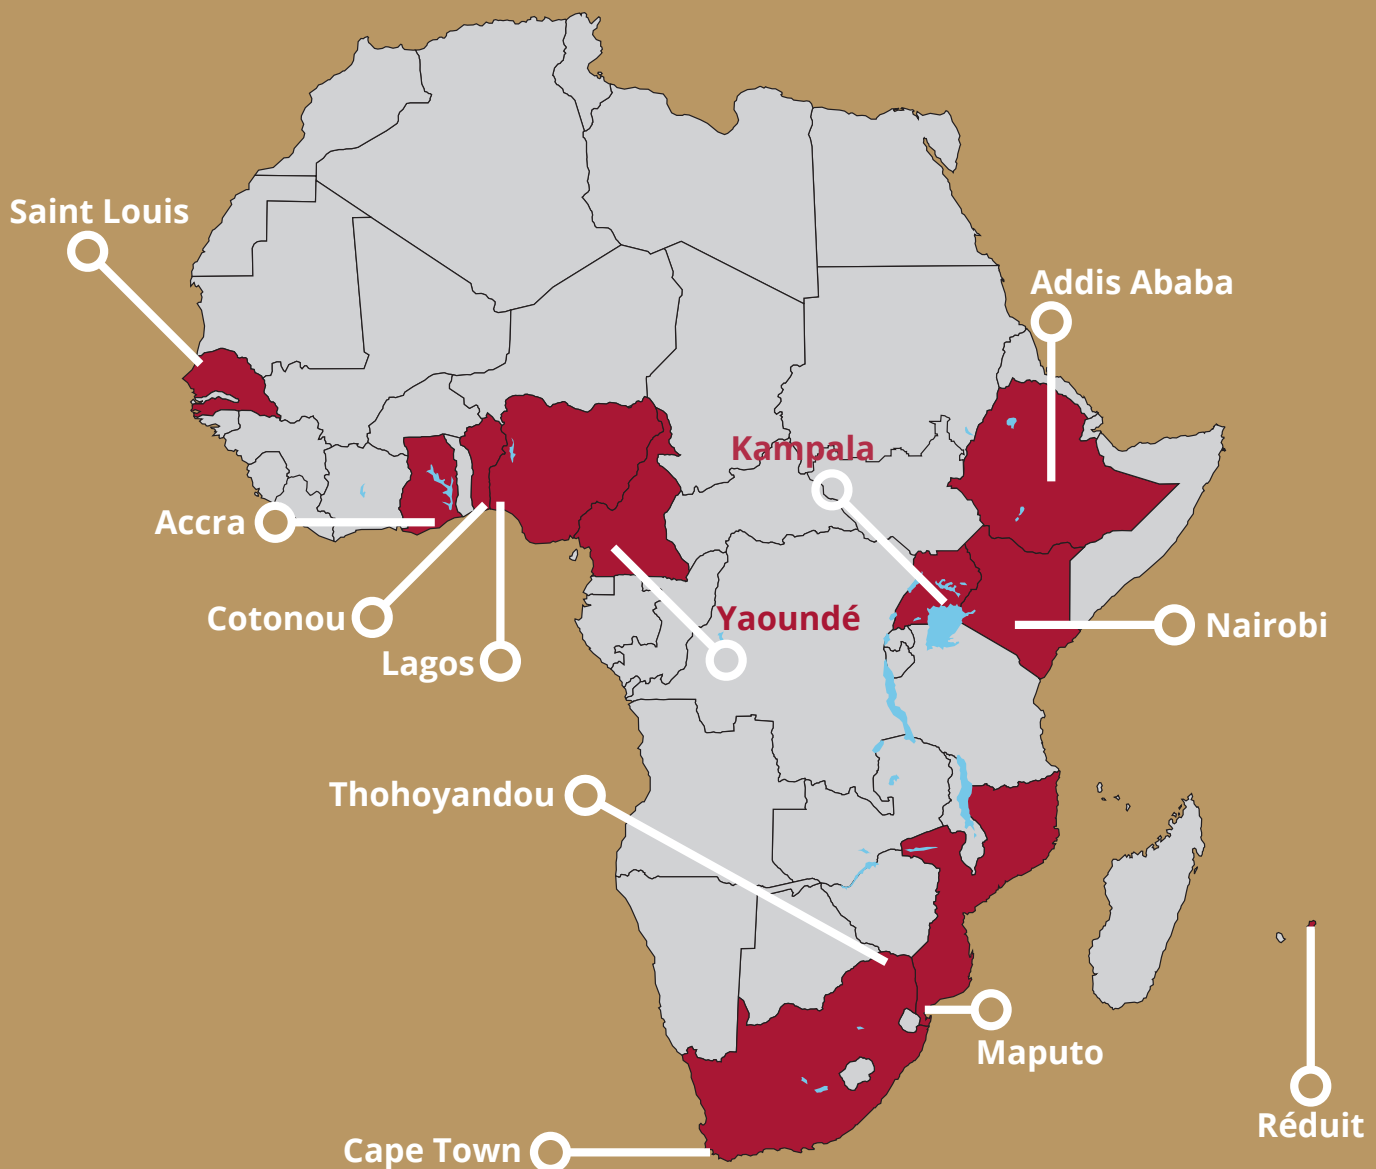 Saint Louis
Addis Ababa
Kampala
Accra
Cotonou
Yaoundé
Nairobi
Lagos
Thohoyandou
Maputo
Réduit
Cape Town